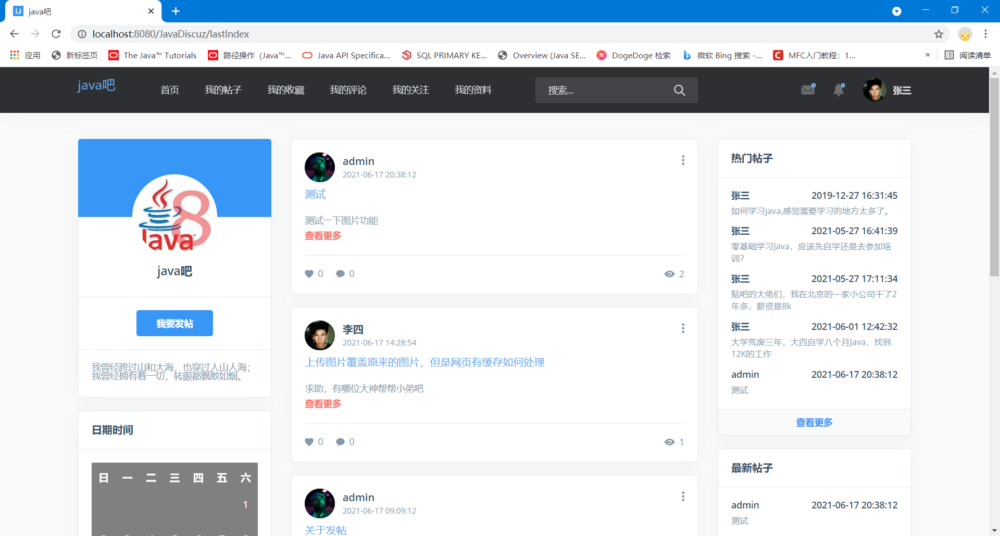 java吧
localhost:8080/JavaDiscuz/lastIndex
应用 新标签页 The Java™ Tutorials 路径操作（Java™... Java API Specifica... SQL PRIMARY KE... Overview (Java SE... DogeDoge 检索 微软 Bing 搜索 -... MFC入门教程：1... » 阅读清单
java吧 首页 我的帖子 我的收藏 我的评论 我的关注 我的资料 搜索... 张三
java吧
我要发帖
我曾经跨过山和大海，也穿过人山人海；
我曾经拥有着一切，转眼都飘散如烟。
日期时间
日 一 二 三 四 五 六
1
admin
2021-06-17 20:38:12
测试
测试一下图片功能
查看更多
0 0 2
李四
2021-06-17 14:28:54
上传图片覆盖原来的图片，但是网页有缓存如何处理
求助，有哪位大神帮帮小弟吧
查看更多
0 0 1
admin
2021-06-17 09:09:12
关于发帖
热门帖子
张三 2019-12-27 16:31:45
如何学习java,感觉需要学习的地方太多了。
张三 2021-05-27 16:41:39
零基础学习Java，应该先自学还是去参加培
训?
张三 2021-05-27 17:11:34
贴吧的大佬们，我在北京的一家小公司干了2
年多，薪资是8k
张三 2021-06-01 12:42:32
大学荒废三年，大四自学八个月Java，找到
12K的工作
admin 2021-06-17 20:38:12
测试
查看更多
最新帖子
admin 2021-06-17 20:38:12
测试